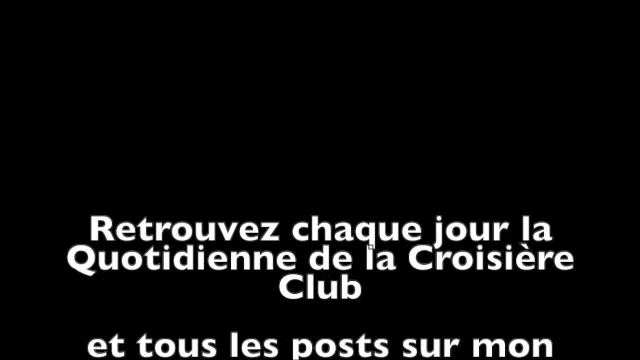 Retrouvez chaque jour la
Quotidienne de la Croisière
Club
et tous les posts sur mon